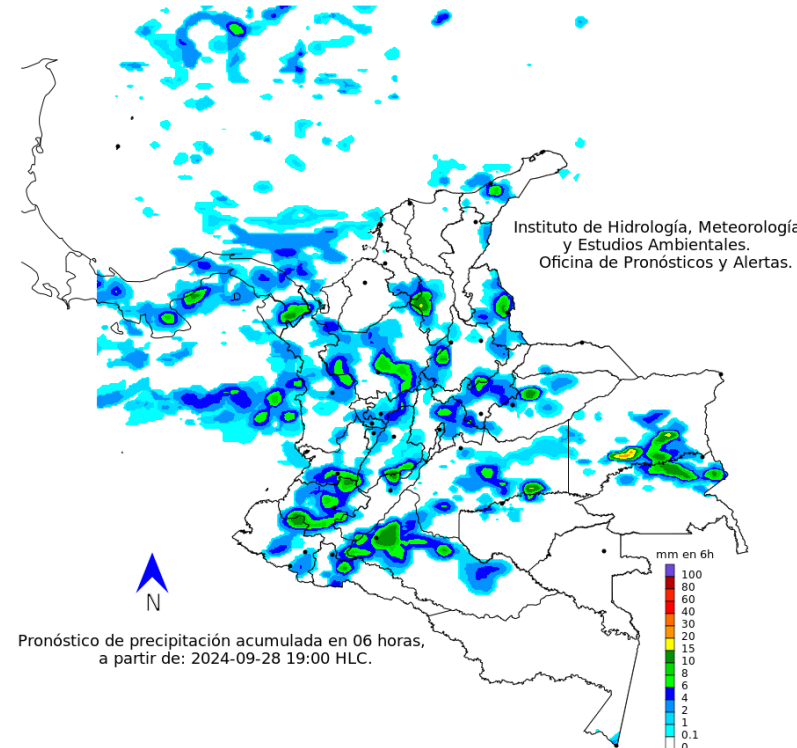 Instituto de Hidrología, Meteorología
y Estudios Ambientales.
Oficina de Pronósticos y Alertas.
mm en 6h
100
80
60
40
30
20
15
10
8
6
4
2
1
0.1
0
N
Pronóstico de precipitación acumulada en 06 horas,
a partir de: 2024-09-28 19:00 HLC.